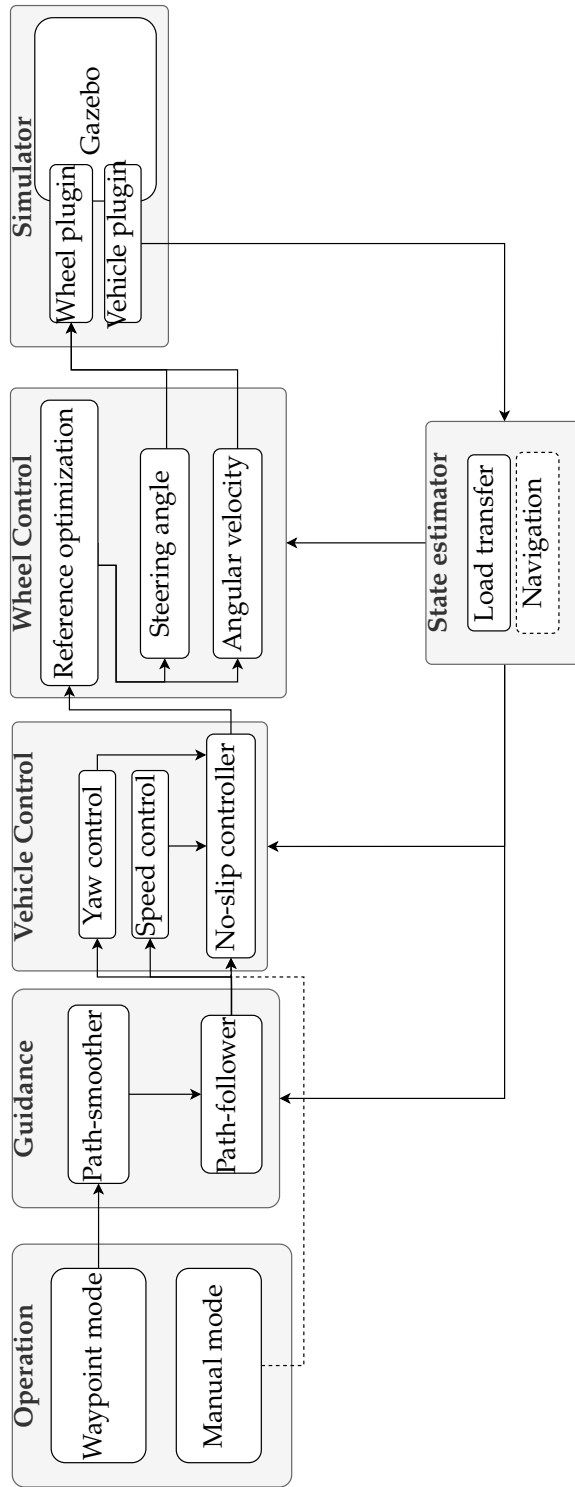 Operation
Waypoint mode
Manual mode
Guidance
Path-smoother
Path-follower
Vehicle Control
Yaw control
Speed control
No-slip controller
Wheel Control
Reference optimization
Steering angle
Angular velocity
Simulator
Gazebo
Wheel plugin
Vehicle plugin
State estimator
Load transfer
Navigation